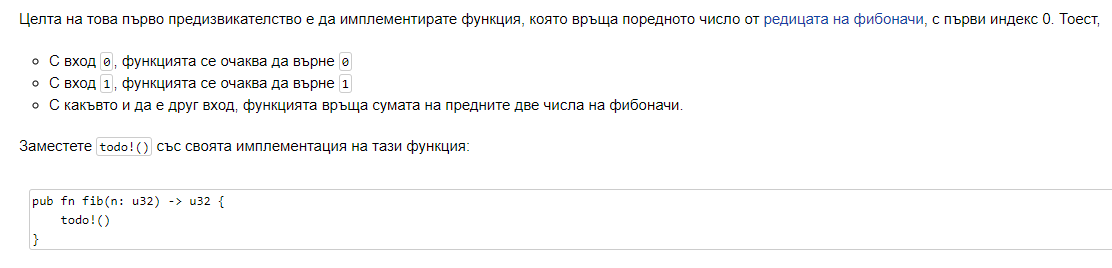 Целта на това първо предизвикателство е да имплементирате функция, която връща поредното число от редицата на фибоначи, с първи индекс 0. Тоест,
С вход 0, функцията се очаква да върне 0
С вход 1, функцията се очаква да върне 1
С какъвто и да е друг вход, функцията връща сумата на предните две числа на фибоначи.
Заместете todo!() със своята имплементация на тази функция:
pub fn fib(n: u32) -> u32 {
    todo!()
}